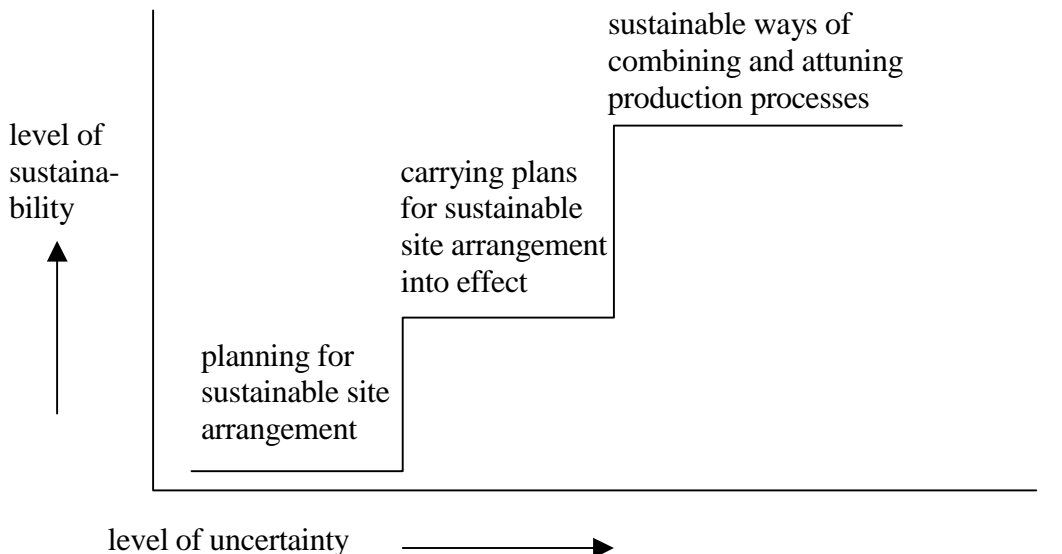 sustainable ways of
combining and attuning
production processes
level of
sustaina-
bility
carrying plans
for sustainable
site arrangement
into effect
planning for
sustainable site
arrangement
level of uncertainty